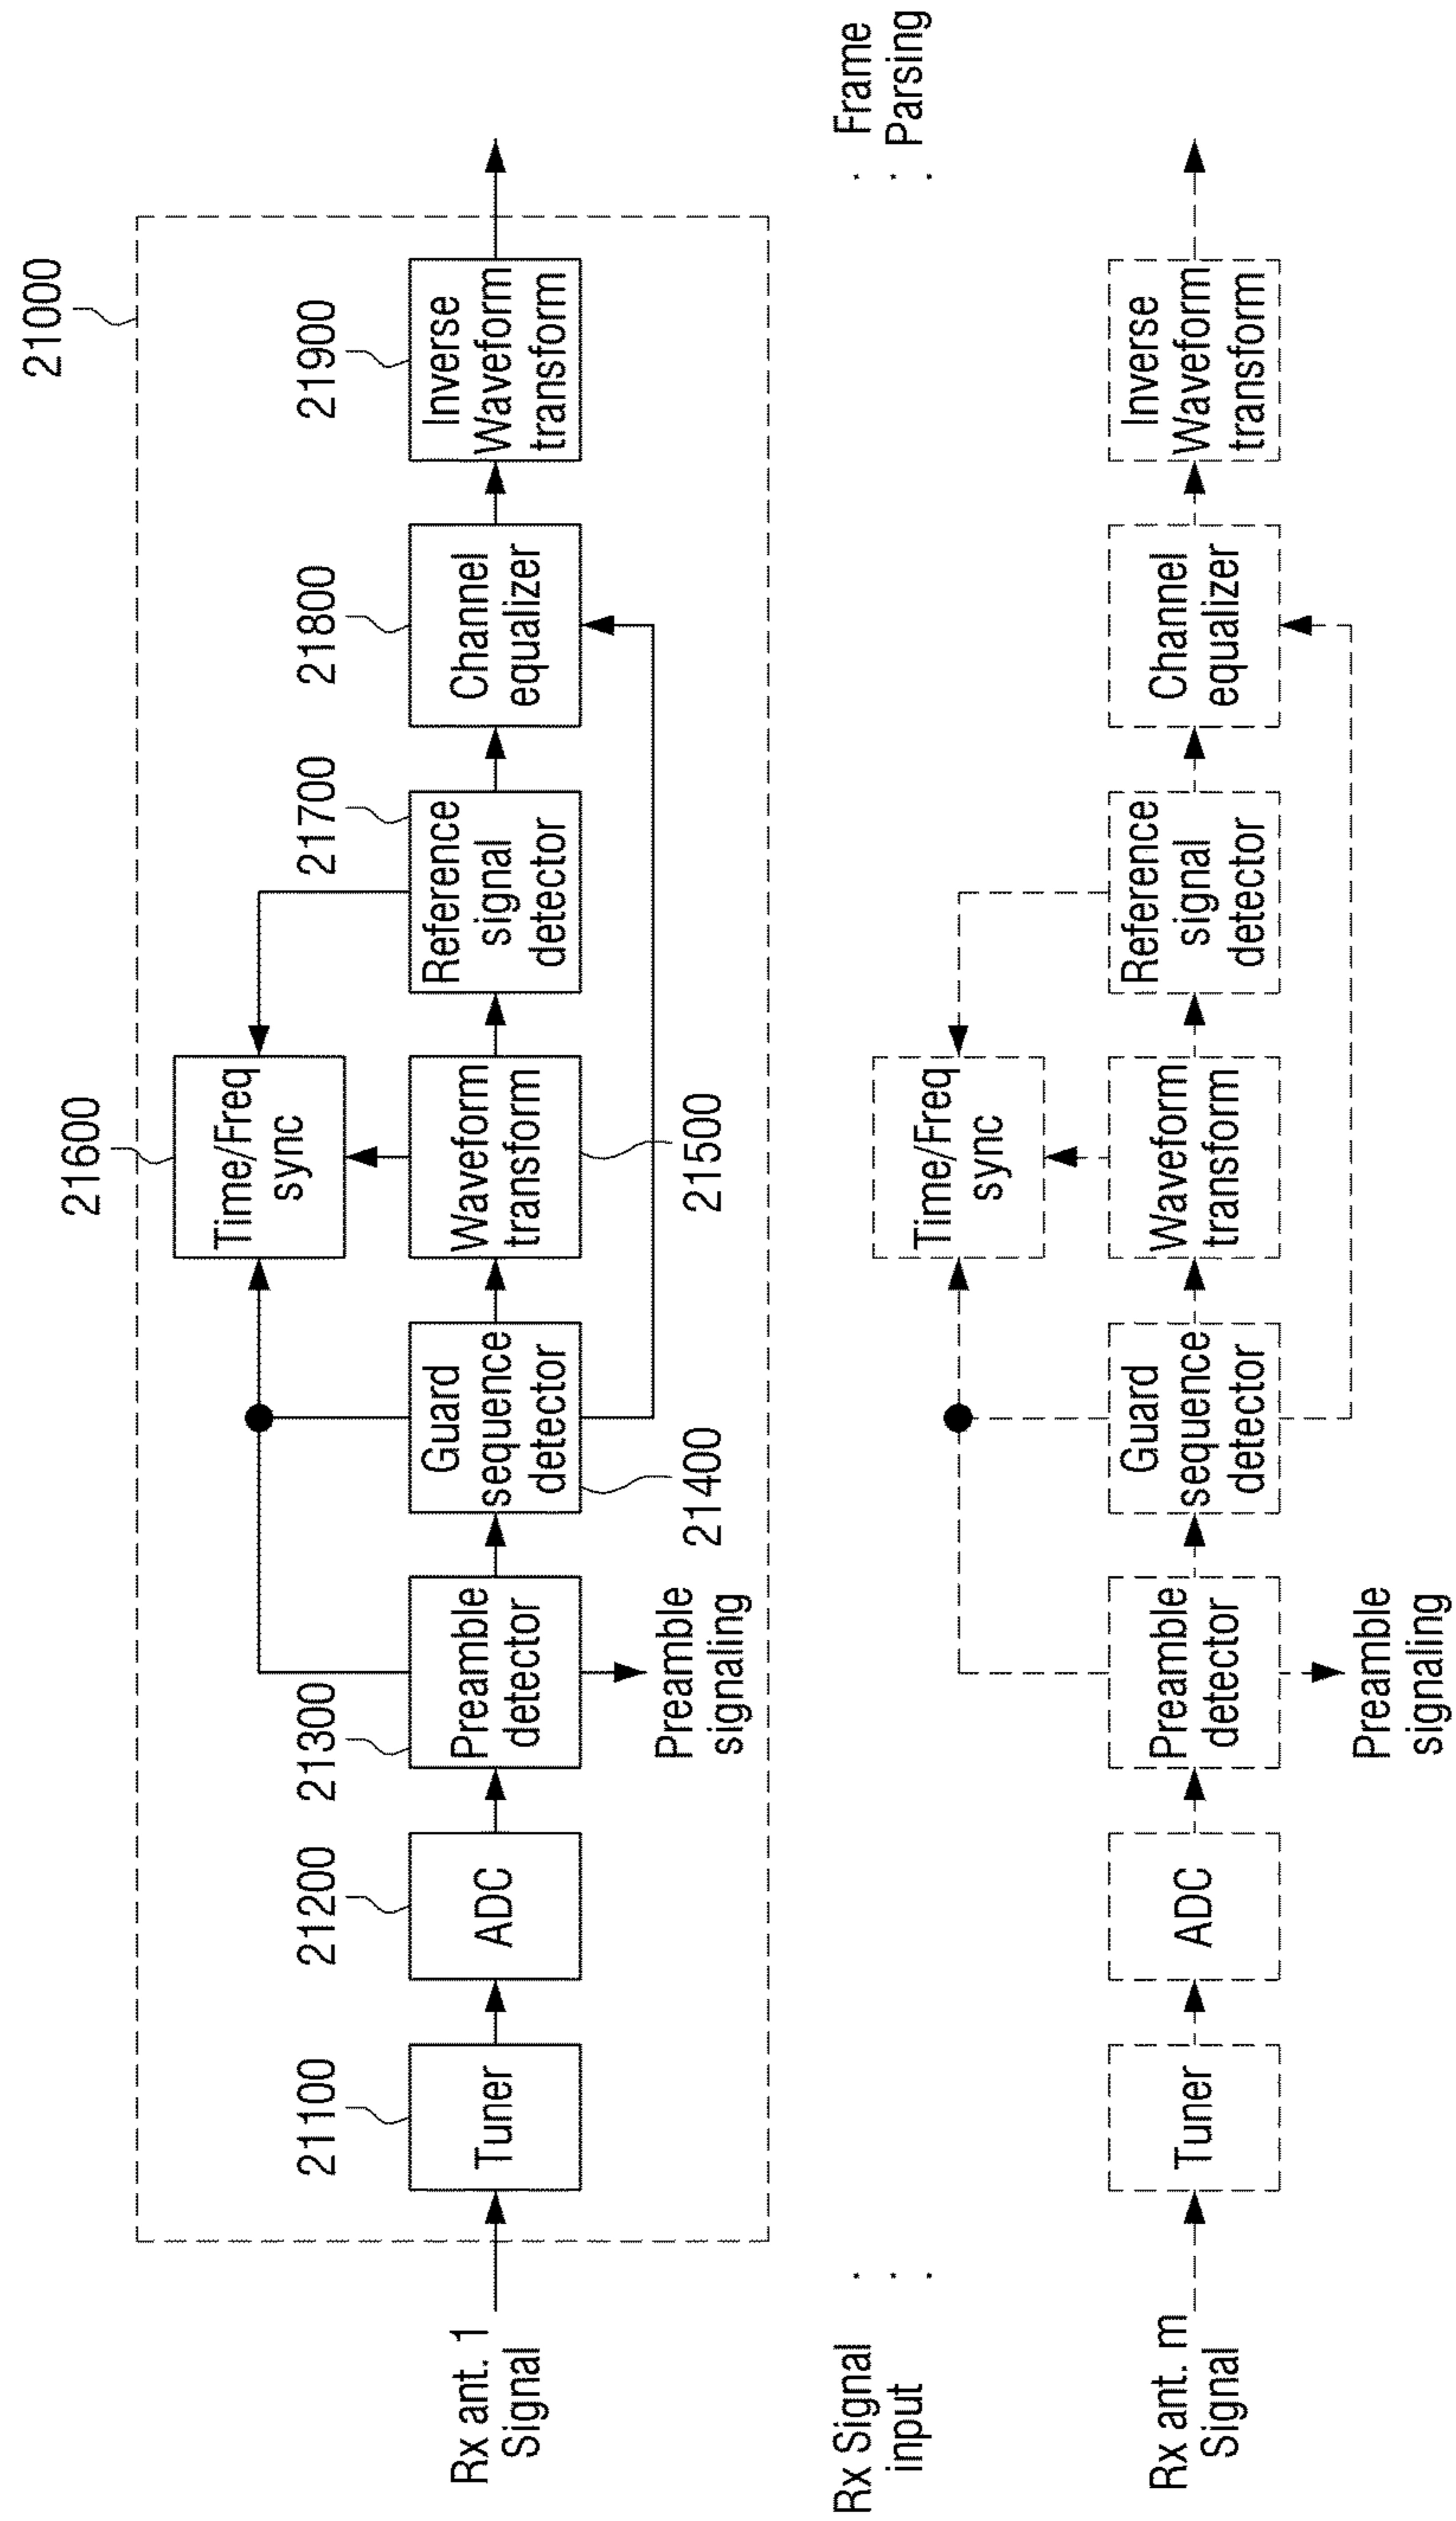 21000
21600
21100
21200
21300
21700
21800
21900
Time/Freq
sync
Rx ant. 1
Signal
Tuner
ADC
Preamble
detector
Guard
sequence
detector
Waveform
transform
Reference
signal
detector
Channel
equalizer
Inverse
Waveform
transform
Preamble
signaling
21400
21500
Rx Signal
input
Frame
Parsing
Time/Freq
sync
Rx ant. m
Signal
Tuner
ADC
Preamble
detector
Guard
sequence
detector
Waveform
transform
Reference
signal
detector
Channel
equalizer
Inverse
Waveform
transform
Preamble
signaling